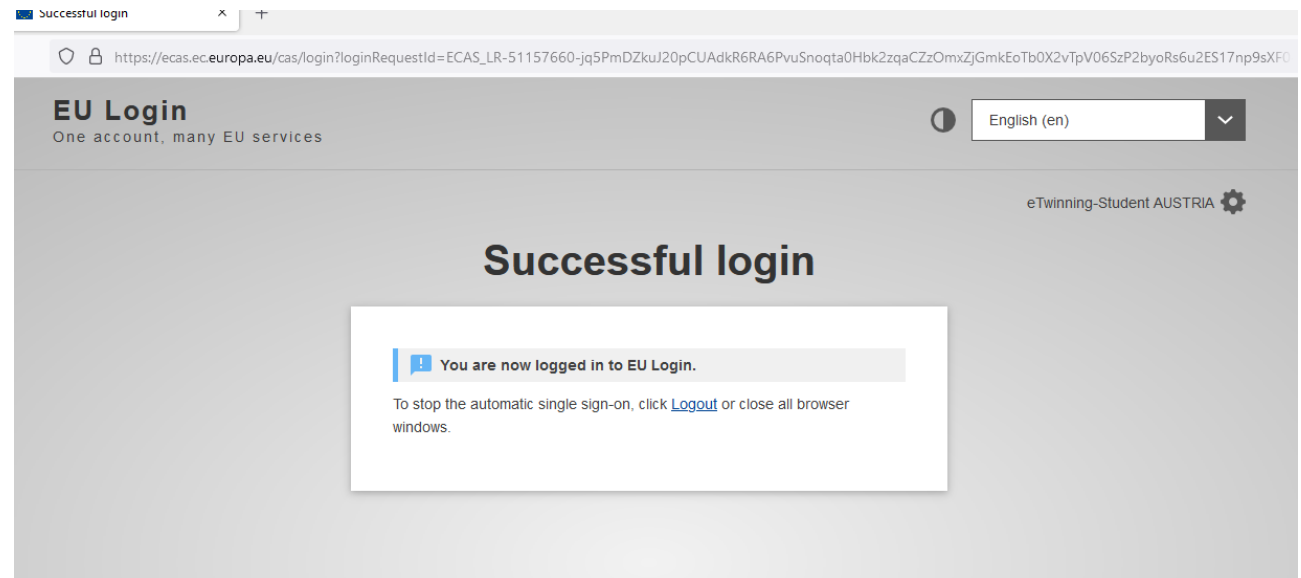 Successful login × +
https://ecas.ec.europa.eu/cas/login?loginRequestId=ECAS_LR-51157660-jq5PmDZkuJ20pCUAdkR6RA6PvuSnoqta0Hbk2zqaCZzOmxZjGmkEoTb0X2vTpV06SzP2byoRs6u2ES17np9sXF0
EU Login
One account, many EU services
English (en)
eTwinning-Student AUSTRIA
Successful login
You are now logged in to EU Login.
To stop the automatic single sign-on, click Logout or close all browser
windows.